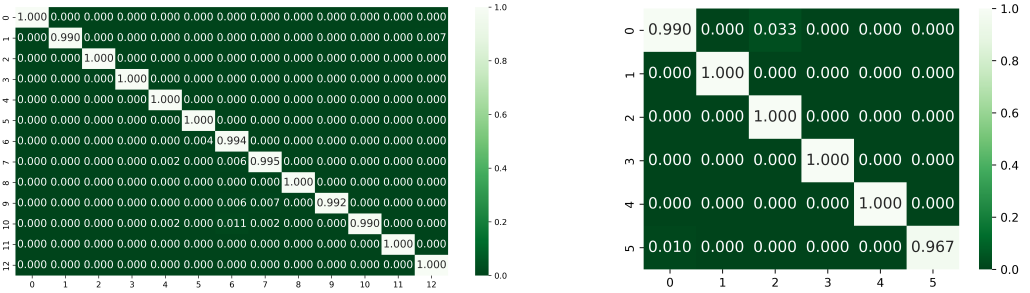 0 1.000 0.000 0.000 0.000 0.000 0.000 0.000 0.000 0.000 0.000 0.000 0.000 0.000
1 0.000 0.990 0.000 0.000 0.000 0.000 0.000 0.000 0.000 0.000 0.000 0.000 0.007
2 0.000 0.000 1.000 0.000 0.000 0.000 0.000 0.000 0.000 0.000 0.000 0.000 0.000
3 0.000 0.000 0.000 1.000 0.000 0.000 0.000 0.000 0.000 0.000 0.000 0.000 0.000
4 0.000 0.000 0.000 0.000 1.000 0.000 0.000 0.000 0.000 0.000 0.000 0.000 0.000
5 0.000 0.000 0.000 0.000 0.000 1.000 0.000 0.000 0.000 0.000 0.000 0.000 0.000
6 0.000 0.000 0.000 0.000 0.000 0.004 0.994 0.000 0.000 0.000 0.000 0.000 0.000
7 0.000 0.000 0.000 0.000 0.002 0.000 0.006 0.995 0.000 0.000 0.000 0.000 0.000
8 0.000 0.000 0.000 0.000 0.000 0.000 0.000 0.000 1.000 0.000 0.000 0.000 0.000
9 0.000 0.000 0.000 0.000 0.000 0.000 0.006 0.007 0.000 0.992 0.000 0.000 0.000
10 0.000 0.000 0.000 0.000 0.002 0.000 0.011 0.002 0.000 0.000 0.990 0.000 0.000
11 0.000 0.000 0.000 0.000 0.000 0.000 0.000 0.000 0.000 0.000 0.000 1.000 0.000
12 0.000 0.000 0.000 0.000 0.000 0.000 0.000 0.000 0.000 0.000 0.000 0.000 1.000
0 1 2 3 4 5 6 7 8 9 10 11 12
1.0
0.8
0.6
0.4
0.2
0.0
0 0.990 0.000 0.033 0.000 0.000 0.000
1 0.000 1.000 0.000 0.000 0.000 0.000
2 0.000 0.000 1.000 0.000 0.000 0.000
3 0.000 0.000 0.000 1.000 0.000 0.000
4 0.000 0.000 0.000 0.000 1.000 0.000
5 0.010 0.000 0.000 0.000 0.000 0.967
0 1 2 3 4 5
1.0
0.8
0.6
0.4
0.2
0.0